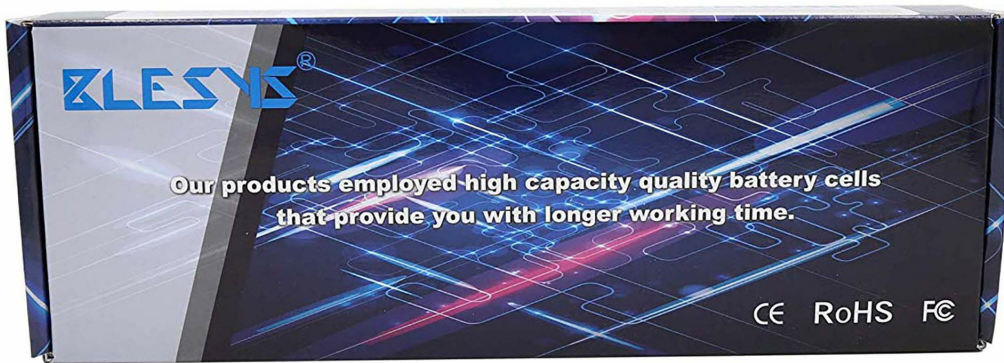 BLESYS®
Our products employed high capacity quality battery cells
that provide you with longer working time.
CE RoHS FC